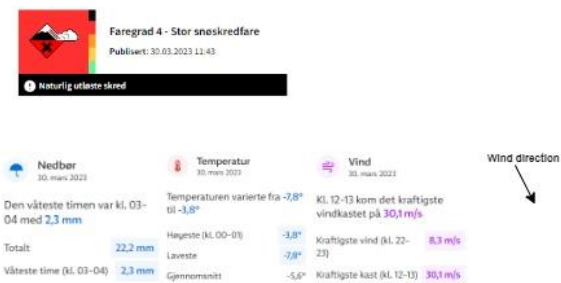 Faregrad 4 - Stor snøskredfare
Publisert: 30.03.2023 11:43
Naturlig utløste skred
Nedbør
30. mars 2023
Den våteste timen var kl. 03-
04 med 2,3 mm
Totalt 22,2 mm
Våteste time (kl. 03-04) 2,3 mm
Temperatur
30. mars 2023
Temperaturen varierte fra -7,8°
til -3,8°
Høyeste (kl. 00-01) -3,8°
Laveste -7,8°
Gjennomsnitt -5,6°
Vind
30. mars 2023
Kl. 12-13 kom det kraftigste
vindkastet på 30,1 m/s
Kraftigste vind (kl. 22-
23) 8,3 m/s
Kraftigste kast (kl. 12-13) 30,1 m/s
Wind direction